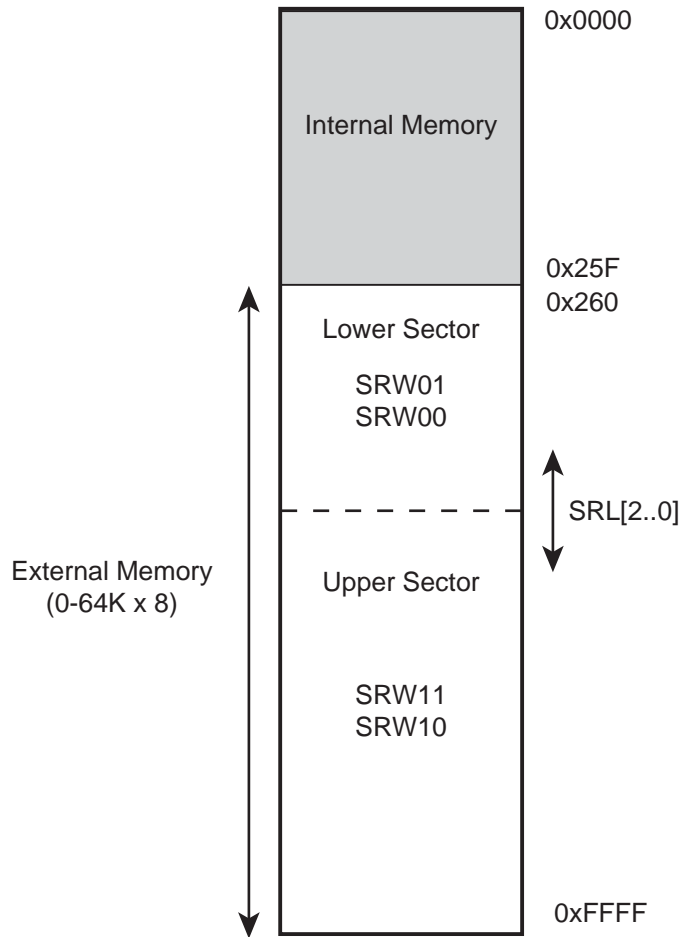 0x0000
Internal Memory
0x25F
0x260
Lower Sector
SRW01
SRW00
SRL[2..0]
External Memory
(0-64K x 8)
Upper Sector
SRW11
SRW10
0xFFFF